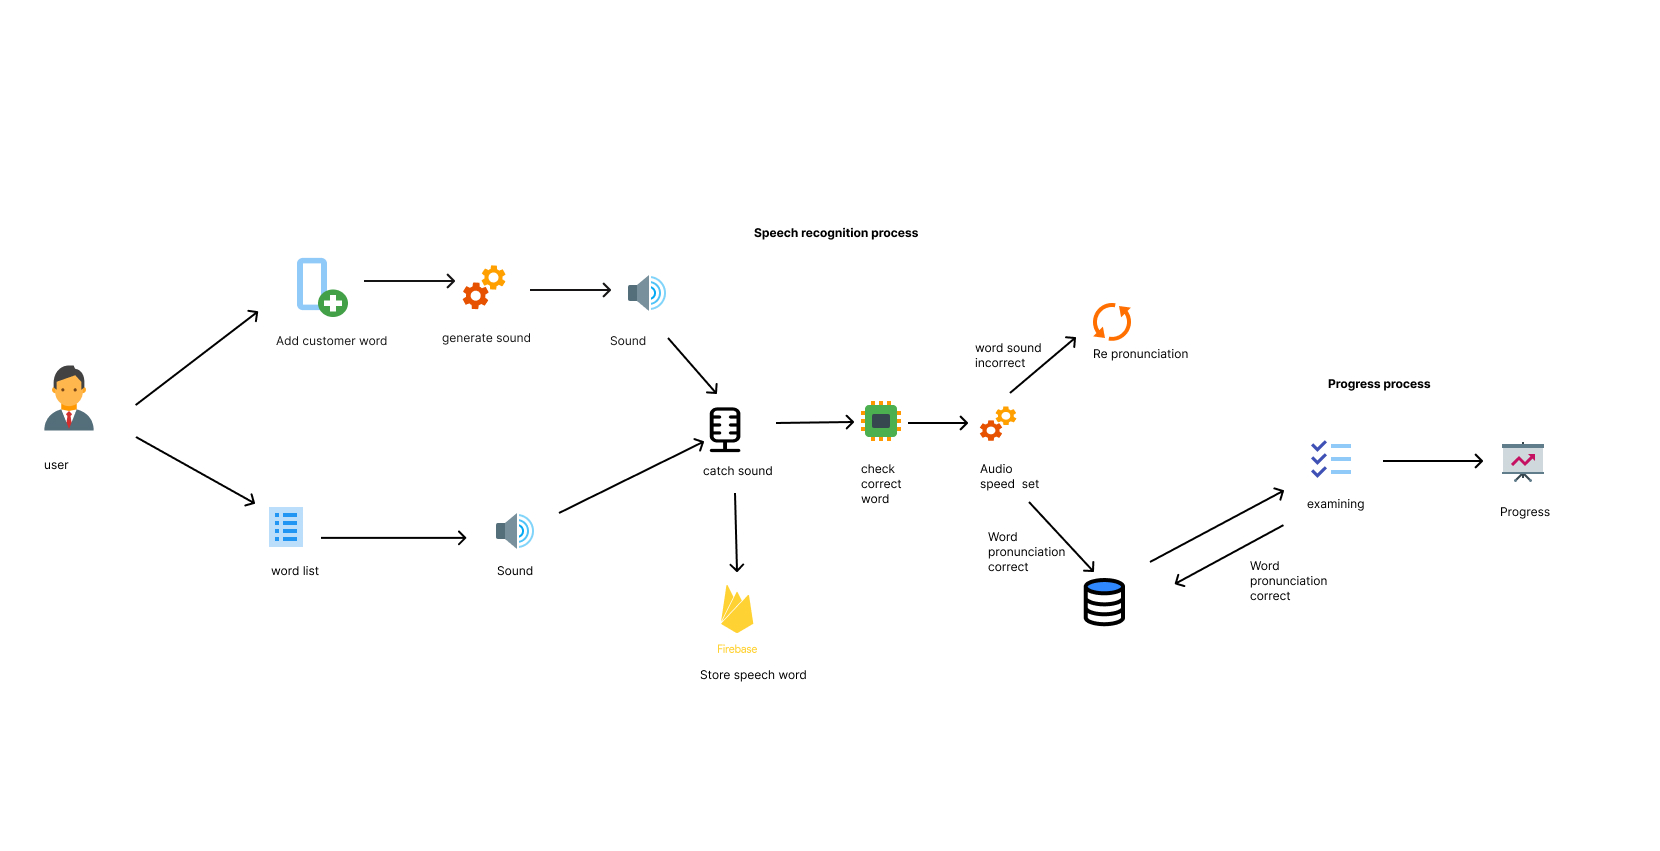 Speech recognition process
Add customer word
generate sound
Sound
user
word list
Sound
catch sound
Firebase
Store speech word
check
correct
word
Audio
speed  set
word sound
incorrect
Re pronunciation
Word
pronunciation
correct
Progress process
examining
Progress
Word
pronunciation
correct